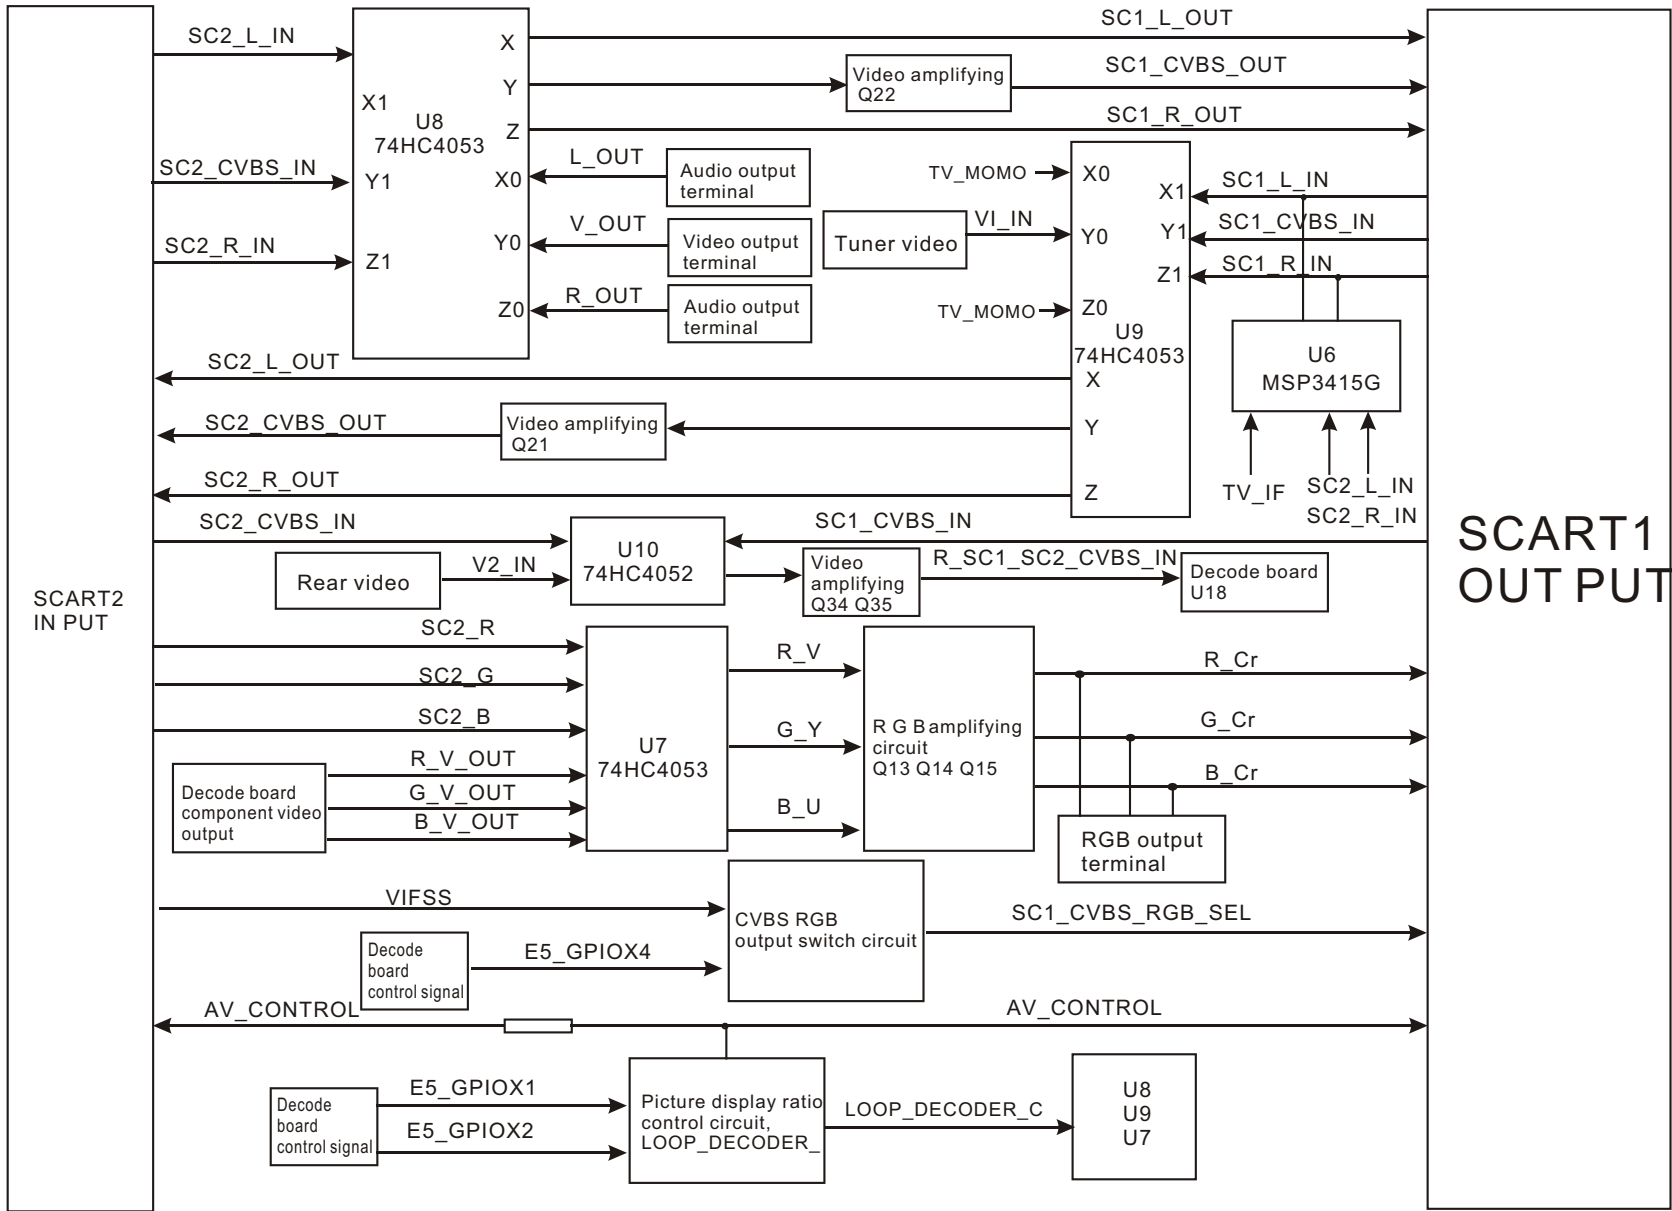 SC2_L_IN
X
SC1_L_OUT
Y
Video amplifying
Q22
SC1_CVBS_OUT
X1
U8
74HC4053
Z
SC1_R_OUT
SC2_CVBS_IN
Y1
X0
L_OUT
Audio output
terminal
TV_MOMO
X0
X1
SC1_L_IN
SC2_R_IN
Z1
Y0
V_OUT
Video output
terminal
Tuner video
VI_IN
Y0
Y1
SC1_CVBS_IN
Z1
SC1_R_IN
Z0
R_OUT
Audio output
terminal
TV_MOMO
Z0
U9
74HC4053
U6
MSP3415G
SC2_L_OUT
X
SC2_CVBS_OUT
Video amplifying
Q21
Y
SC2_R_OUT
Z
TV_IF
SC2_L_IN
SC2_R_IN
SC2_CVBS_IN
U10
74HC4052
SC1_CVBS_IN
Rear video
V2_IN
Video
amplifying
Q34 Q35
R_SC1_SC2_CVBS_IN
Decode board
U18
SCART1
OUT PUT
SCART2
IN PUT
SC2_R
SC2_G
SC2_B
U7
74HC4053
R_V
G_Y
B_U
R G B amplifying
circuit
Q13 Q14 Q15
R_Cr
G_Cr
B_Cr
Decode board
component video
output
R_V_OUT
G_V_OUT
B_V_OUT
RGB output
terminal
VIFSS
CVBS RGB
output switch circuit
SC1_CVBS_RGB_SEL
Decode
board
control signal
E5_GPIOX4
AV_CONTROL
AV_CONTROL
Decode
board
control signal
E5_GPIOX1
E5_GPIOX2
Picture display ratio
control circuit,
LOOP_DECODER_
LOOP_DECODER_C
U8
U9
U7